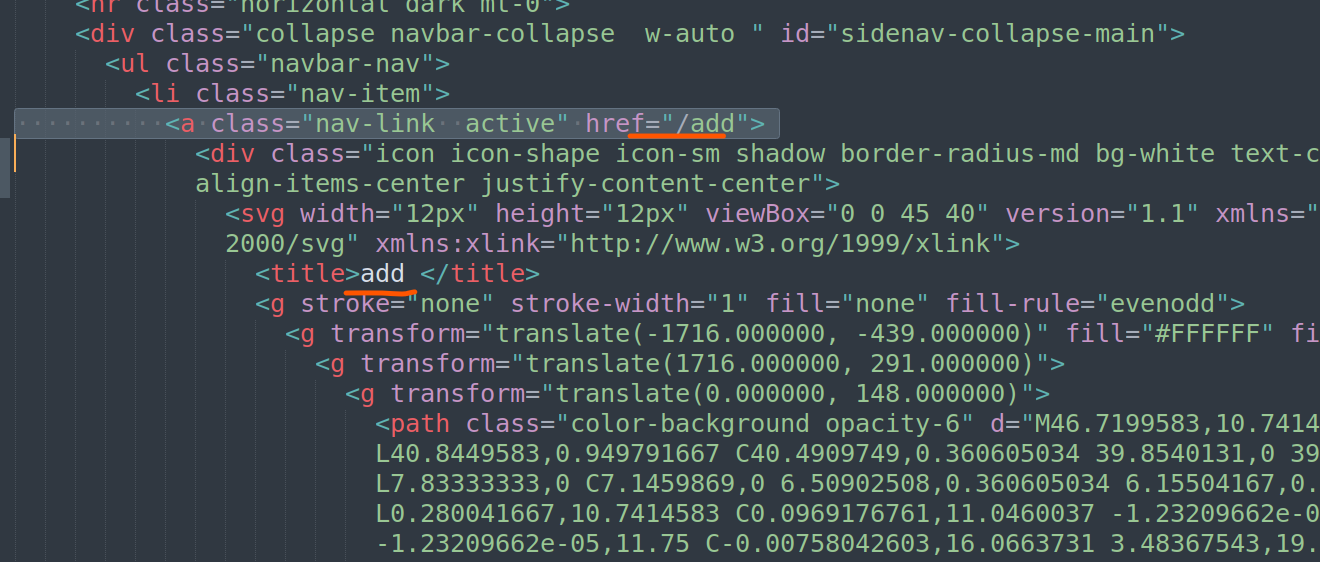 <hr class="horizontal dark mt-0">
<div class="collapse navbar-collapse  w-auto " id="sidenav-collapse-main">
<ul class="navbar-nav">
<li class="nav-item">
<a class="nav-link  active" href="/add">
<div class="icon icon-shape icon-sm shadow border-radius-md bg-white text-c
align-items-center justify-content-center">
<svg width="12px" height="12px" viewBox="0 0 45 40" version="1.1" xmlns="
2000/svg" xmlns:xlink="http://www.w3.org/1999/xlink">
<title>add </title>
<g stroke="none" stroke-width="1" fill="none" fill-rule="evenodd">
<g transform="translate(-1716.000000, -439.000000)" fill="#FFFFFF" fi
<g transform="translate(1716.000000, 291.000000)">
<g transform="translate(0.000000, 148.000000)">
<path class="color-background opacity-6" d="M46.7199583,10.7414
L40.8449583,0.949791667 C40.4909749,0.360605034 39.8540131,0 39
L7.83333333,0 C7.1459869,0 6.50902508,0.360605034 6.15504167,0.
L0.280041667,10.7414583 C0.0969176761,11.0460037 -1.23209662e-0
-1.23209662e-05,11.75 C-0.00758042603,16.0663731 3.48367543,19.